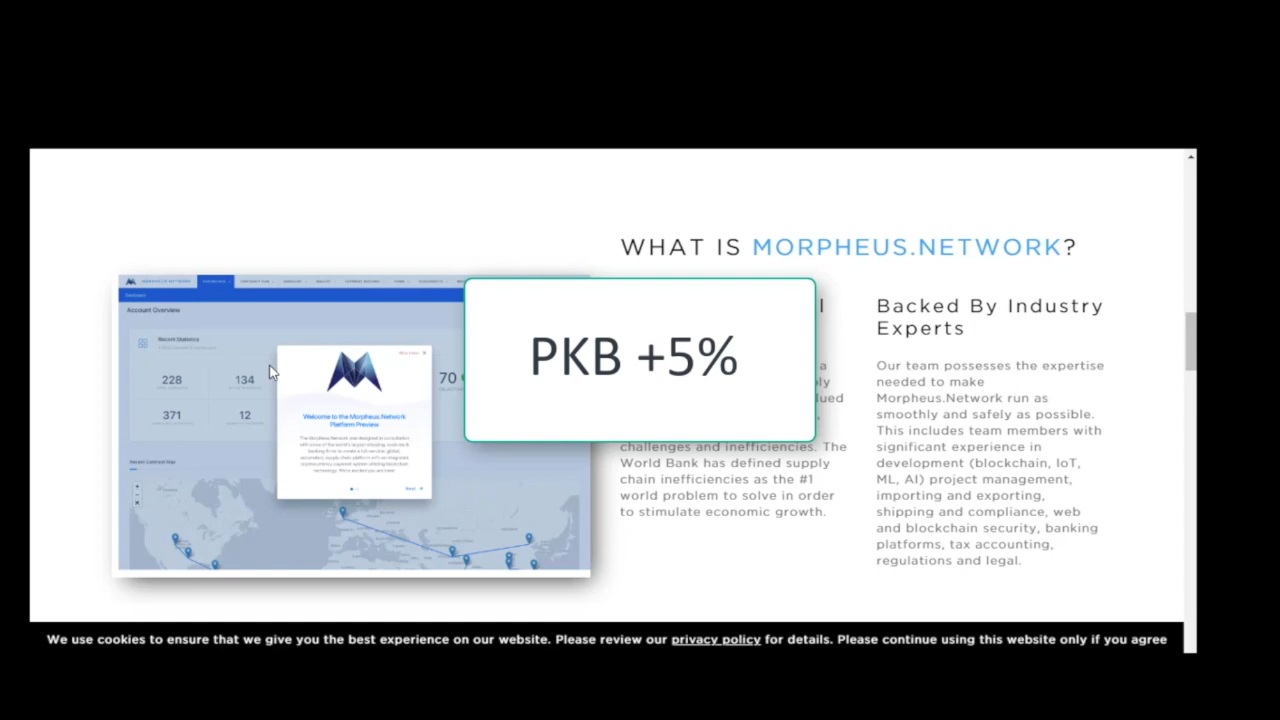 WHAT IS MORPHEUS.NETWORK?
Account Overview
Recent Statistics
228
134
371
12
70
Welcome to the Morpheus.Network
Platform Preview
Recent Contract Map
PKB +5%
challenges and inefficiencies. The
World Bank has defined supply
chain inefficiencies as the #1
world problem to solve in order
to stimulate economic growth.
Backed By Industry
Experts
Our team possesses the expertise
needed to make
Morpheus.Network run as
smoothly and safely as possible.
This includes team members with
significant experience in
development (blockchain, IoT,
ML, AI) project management,
importing and exporting,
shipping and compliance, web
and blockchain security, banking
platforms, tax accounting,
regulations and legal.
We use cookies to ensure that we give you the best experience on our website. Please review our privacy policy for details. Please continue using this website only if you agree